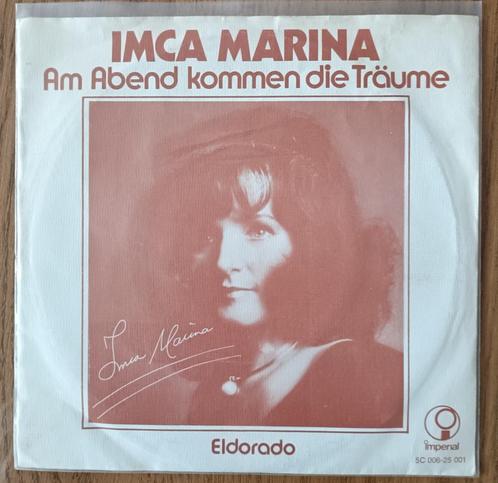 IMCA MARINA
Am Abend kommen die Träume
Imca Marina
Eldorado
imperial
5C 006-25 001